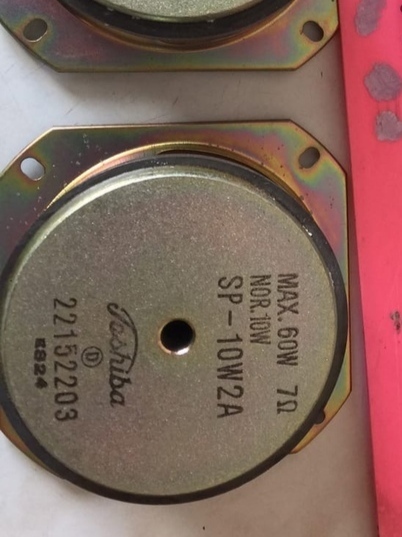 MAX. 60W 7Ω
NOR. 10W
SP-10W2A
Toshiba
D
22152203
ES24